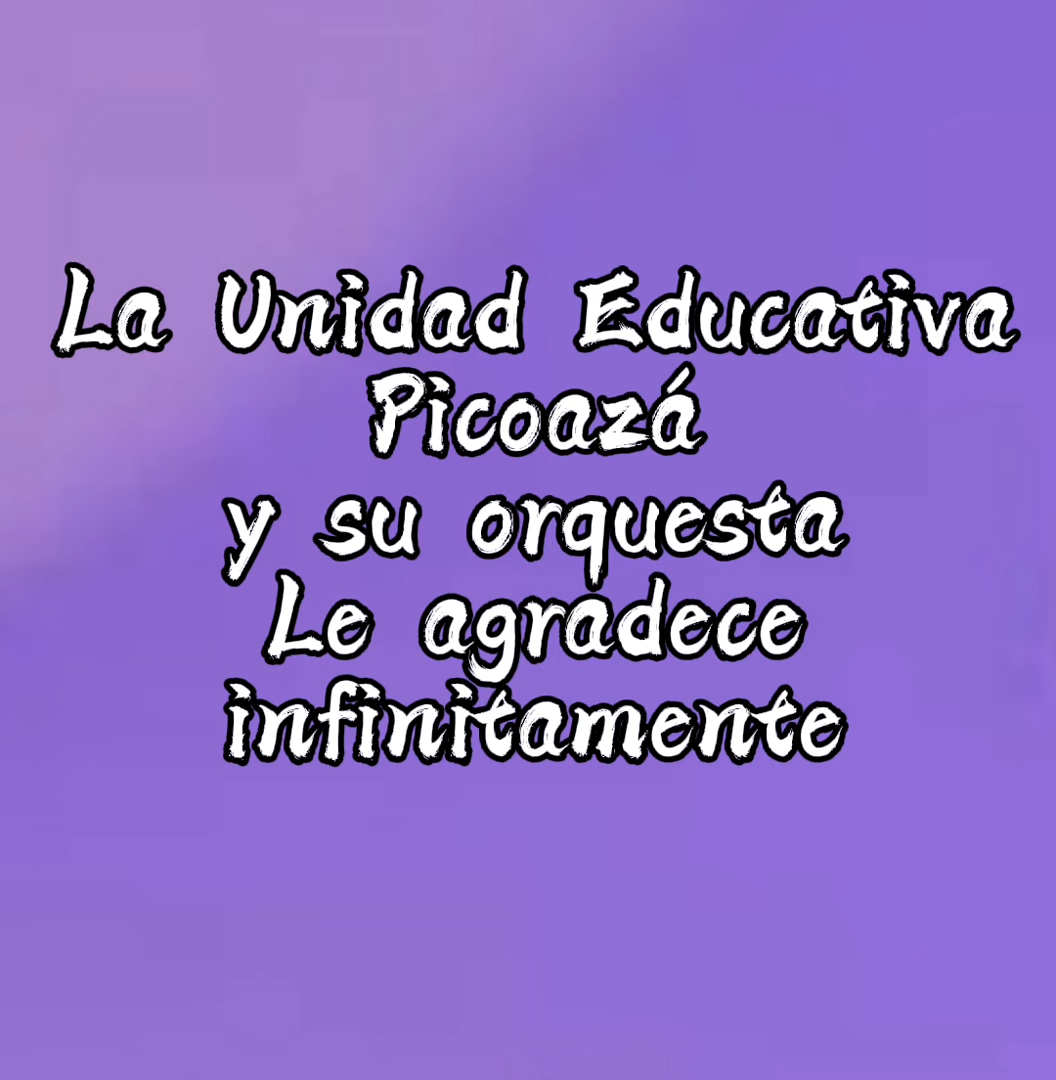 La Unidad Educativa
Picoazá
y su orquesta
Le agradece
infinitamente